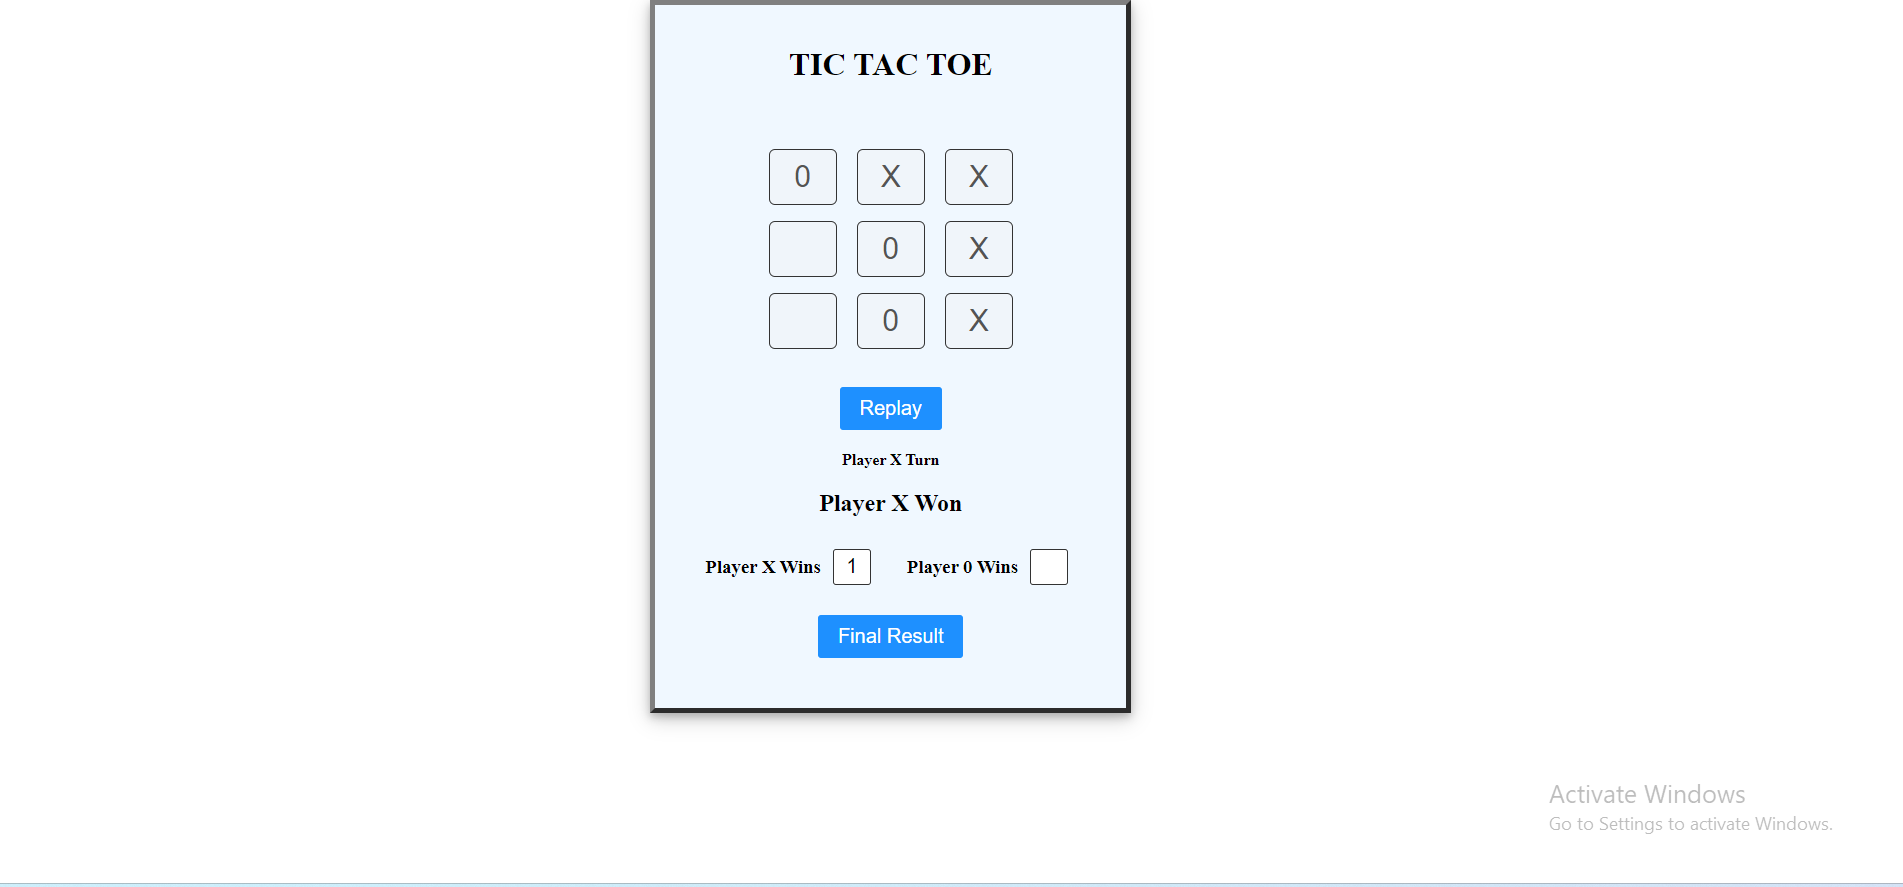 TIC TAC TOE
0 X X
0 X
0 X
Replay
Player X Turn
Player X Won
Player X Wins 1 Player 0 Wins
Final Result
Activate Windows
Go to Settings to activate Windows.